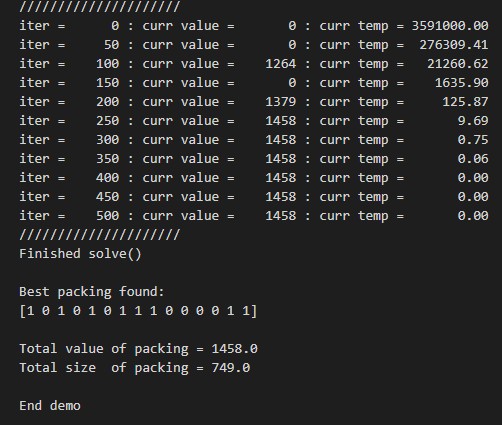 /////////////////////
iter =      0 : curr value =       0 : curr temp = 3591000.00
iter =     50 : curr value =       0 : curr temp =  276309.41
iter =    100 : curr value =    1264 : curr temp =   21260.62
iter =    150 : curr value =       0 : curr temp =    1635.90
iter =    200 : curr value =    1379 : curr temp =     125.87
iter =    250 : curr value =    1458 : curr temp =       9.69
iter =    300 : curr value =    1458 : curr temp =       0.75
iter =    350 : curr value =    1458 : curr temp =       0.06
iter =    400 : curr value =    1458 : curr temp =       0.00
iter =    450 : curr value =    1458 : curr temp =       0.00
iter =    500 : curr value =    1458 : curr temp =       0.00
/////////////////////
Finished solve()
Best packing found:
[1 0 1 0 1 0 1 1 1 0 0 0 0 1 1]
Total value of packing = 1458.0
Total size  of packing = 749.0
End demo